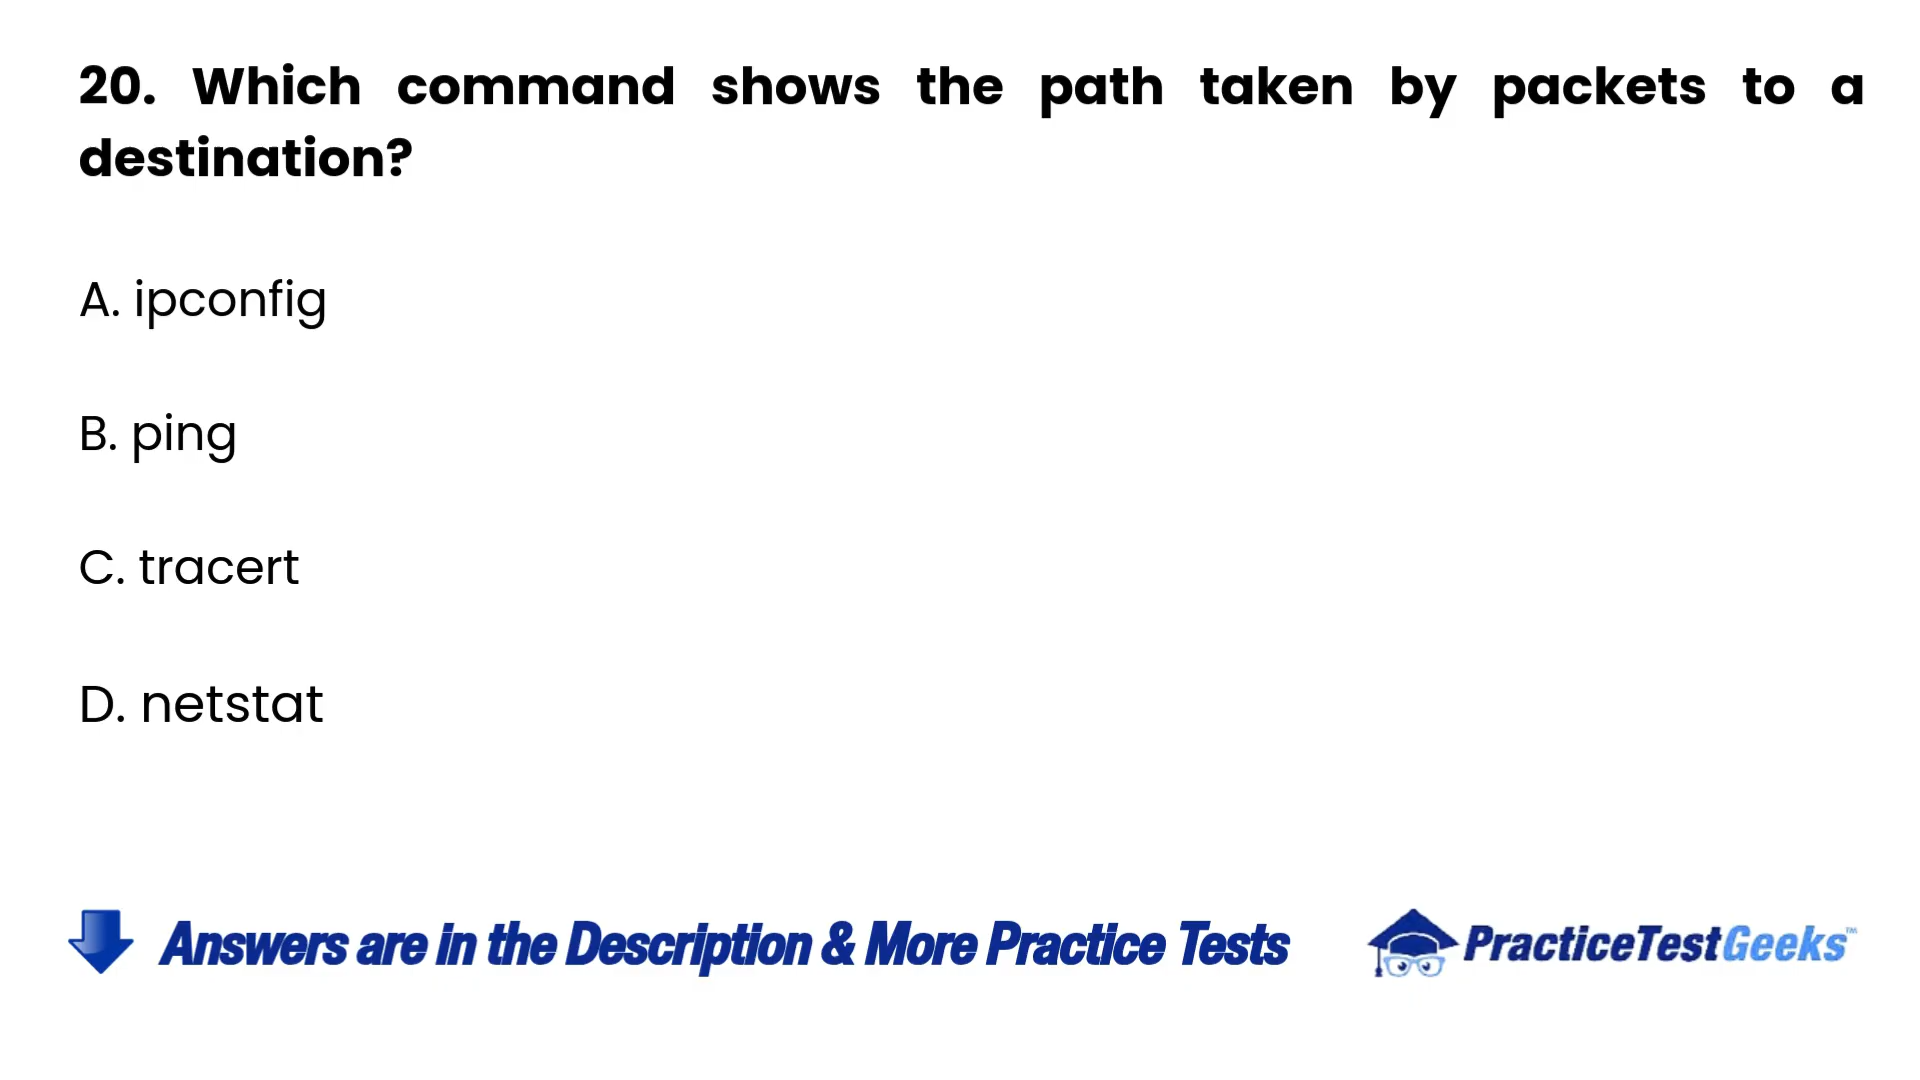 20. Which command shows the path taken by packets to a
destination?
A. ipconfig
B. ping
C. tracert
D. netstat
Answers are in the Description & More Practice Tests
PracticeTestGeeks™